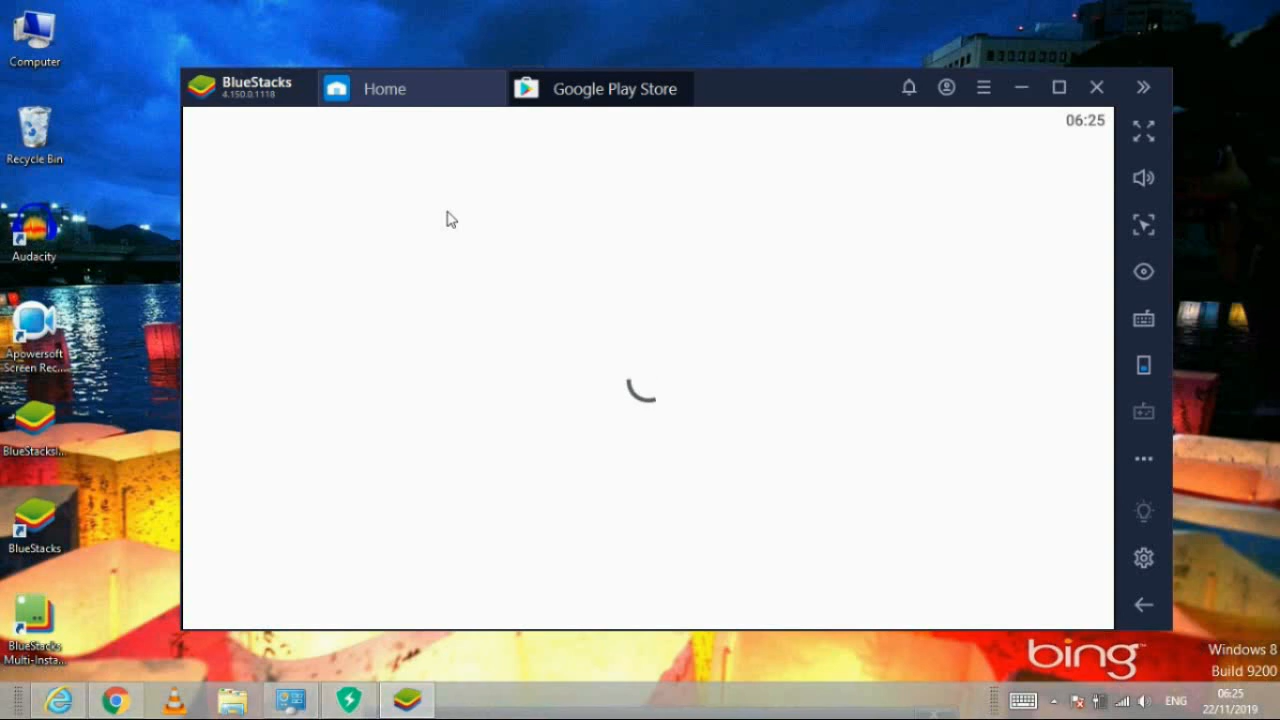 Computer
Recycle Bin
Audacity
Apowersoft
Screen Rec...
BlueStacksI...
BlueStacks
BlueStacks
Multi-Insta...
BlueStacks
4.150.0.1118
Home
Google Play Store
06:25
bing
Windows 8
Build 9200
ENG
06:25
22/11/2019